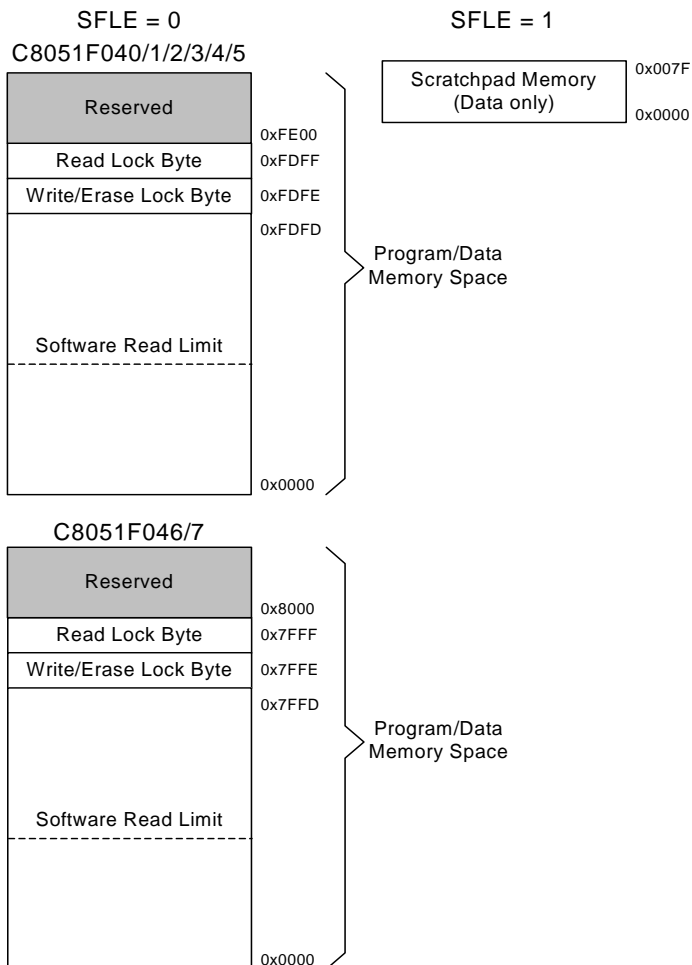 SFLE = 0
SFLE = 1
C8051F040/1/2/3/4/5
Reserved
0xFE00
Read Lock Byte
0xFDFF
Write/Erase Lock Byte
0xFDFE
0xFDFD
Software Read Limit
0x0000
Program/Data
Memory Space
Scratchpad Memory
(Data only)
0x007F
0x0000
C8051F046/7
Reserved
0x8000
Read Lock Byte
0x7FFF
Write/Erase Lock Byte
0x7FFE
0x7FFD
Software Read Limit
0x0000
Program/Data
Memory Space